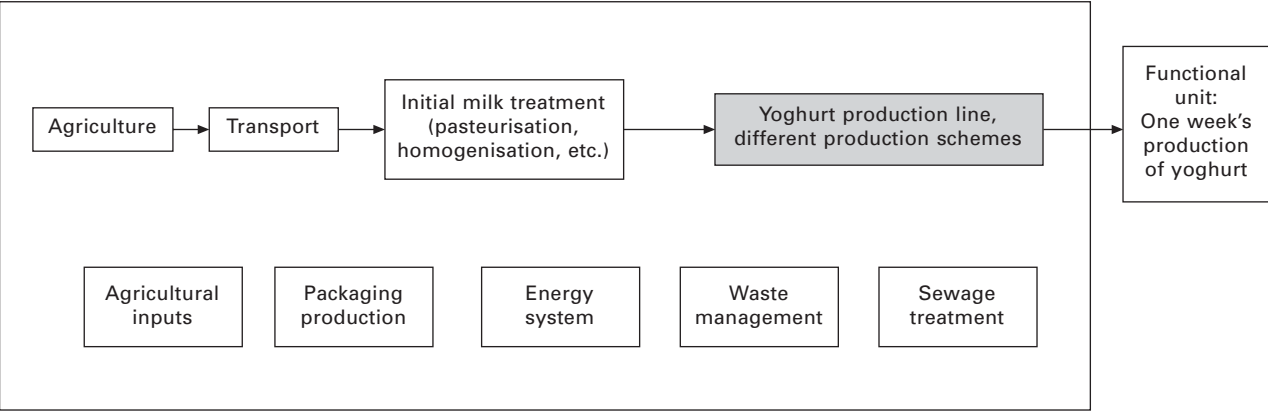 Agriculture
Transport
Initial milk treatment
(pasteurisation,
homogenisation, etc.)
Yoghurt production line,
different production schemes
Functional
unit:
One week's
production
of yoghurt
Agricultural
inputs
Packaging
production
Energy
system
Waste
management
Sewage
treatment